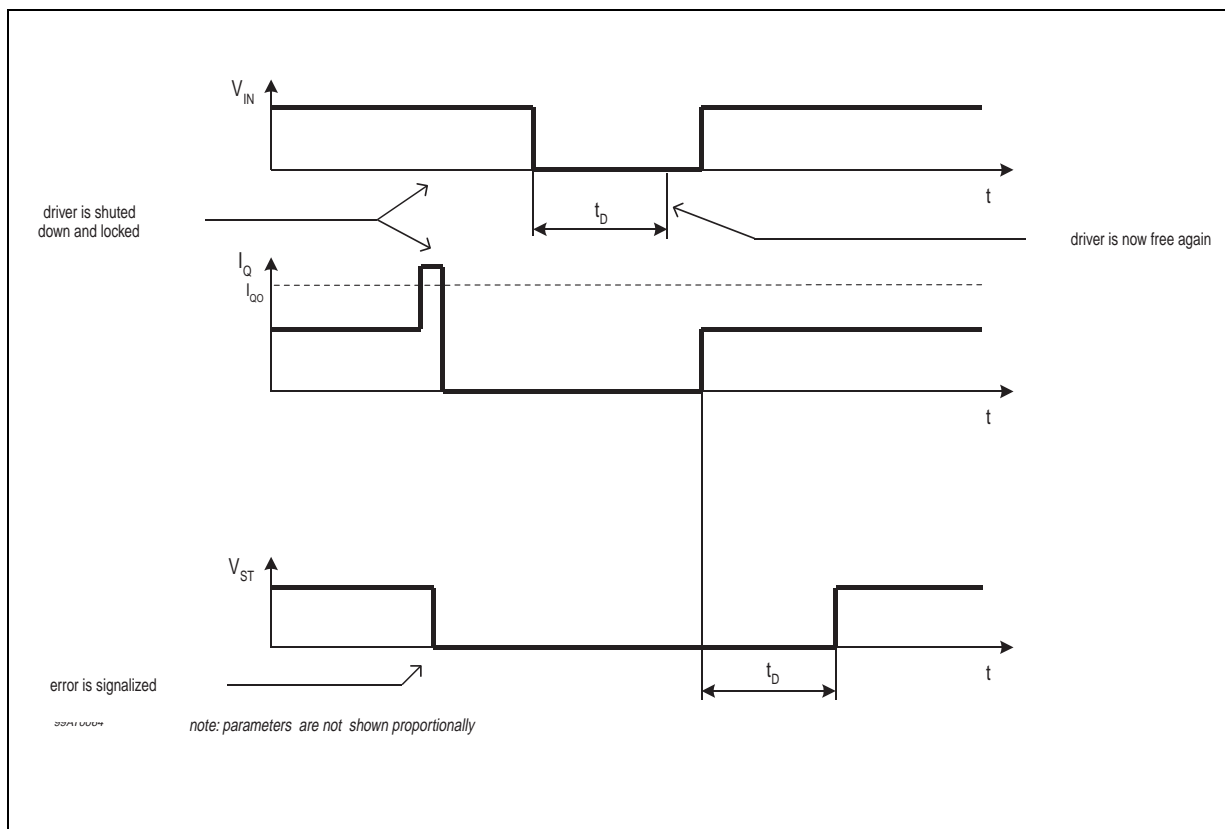 V_IN
t
t_D
driver is shuted
down and locked
driver is now free again
I_Q
I_QO
t
V_ST
t
t_D
error is signalized
note: parameters are not shown proportionally